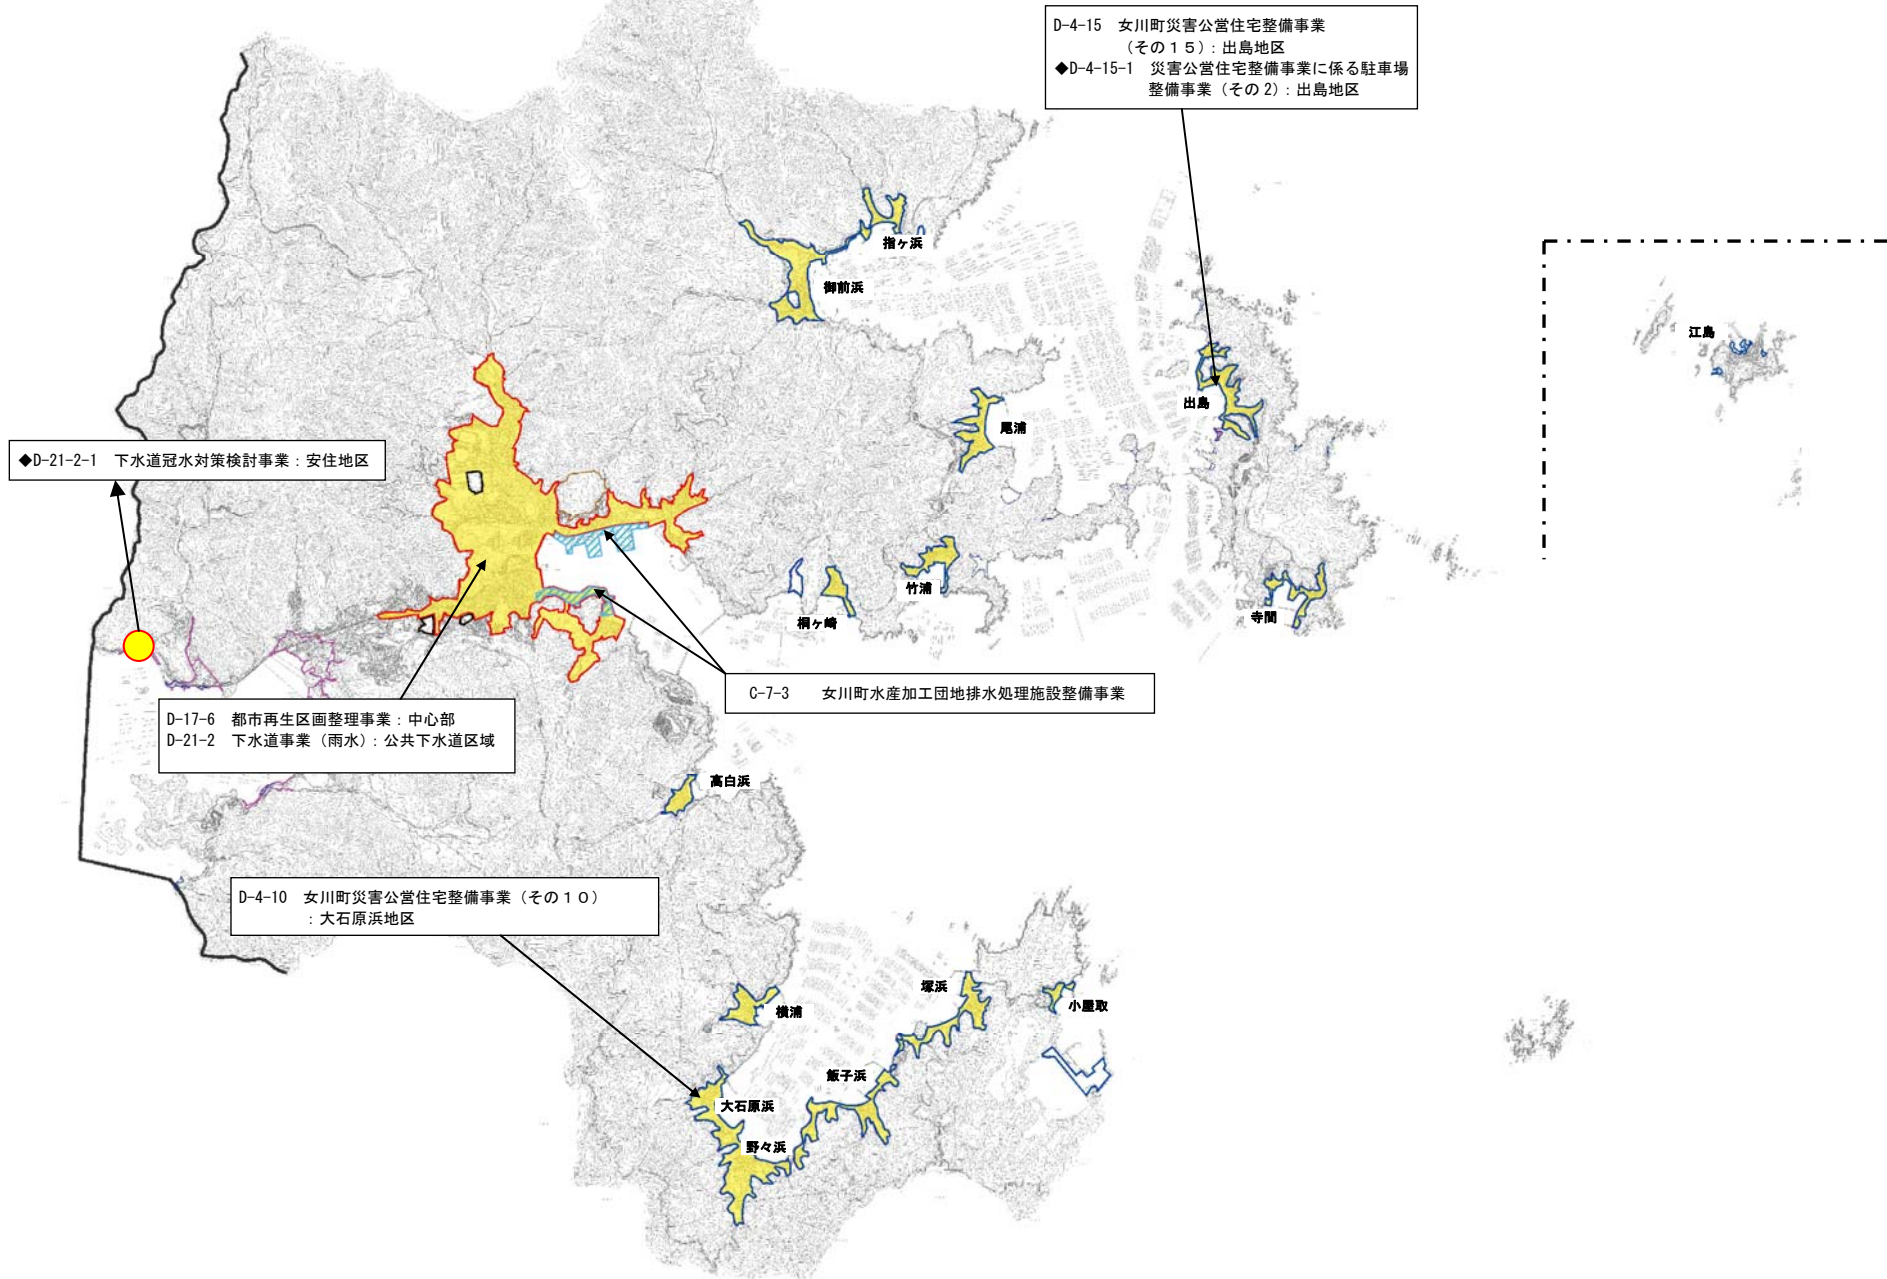 D-4-15 女川町災害公営住宅整備事業
（その１５）：出島地区
◆D-4-15-1 災害公営住宅整備事業に係る駐車場
整備事業（その2）：出島地区
指ヶ浜
御前浜
江島
出島
尾浦
◆D-21-2-1 下水道冠水対策検討事業：安住地区
竹浦
桐ヶ崎
寺間
C-7-3 女川町水産加工団地排水処理施設整備事業
D-17-6 都市再生区画整理事業：中心部
D-21-2 下水道事業（雨水）：公共下水道区域
高白浜
D-4-10 女川町災害公営住宅整備事業（その１０）
：大石原浜地区
塚浜
小屋取
横浦
飯子浜
大石原浜
野々浜